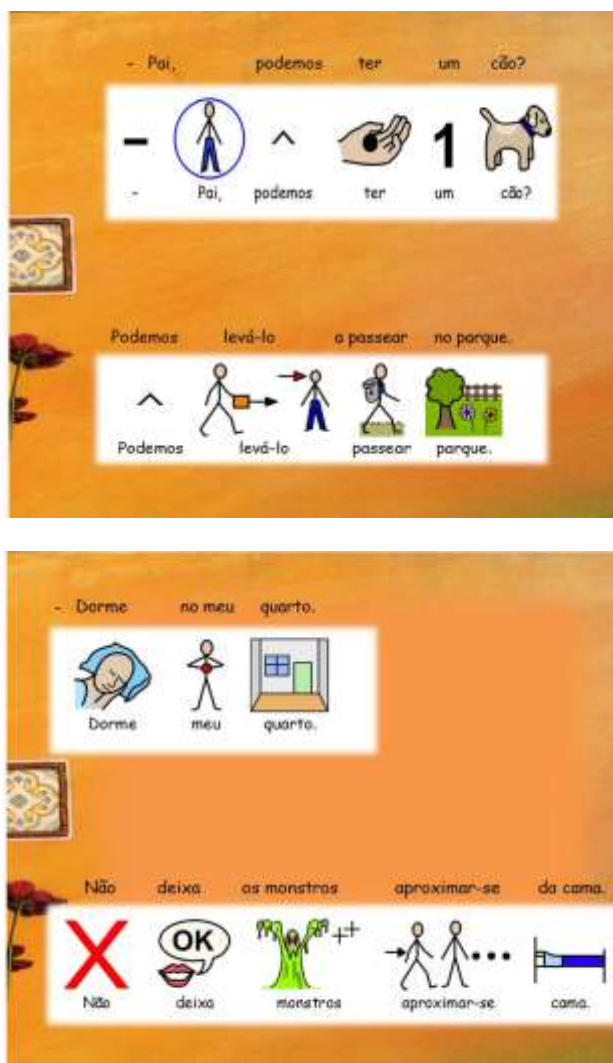 - Pai, podemos ter um cão?
1
- Pai, podemos ter um cão?
Podemos levá-lo a passear no parque.
Podemos levá-lo passear parque.
- Dorme no meu quarto.
Dorme meu quarto.
Não deixa os monstros aproximar-se da cama.
OK
Não deixa monstros aproximar-se cama.